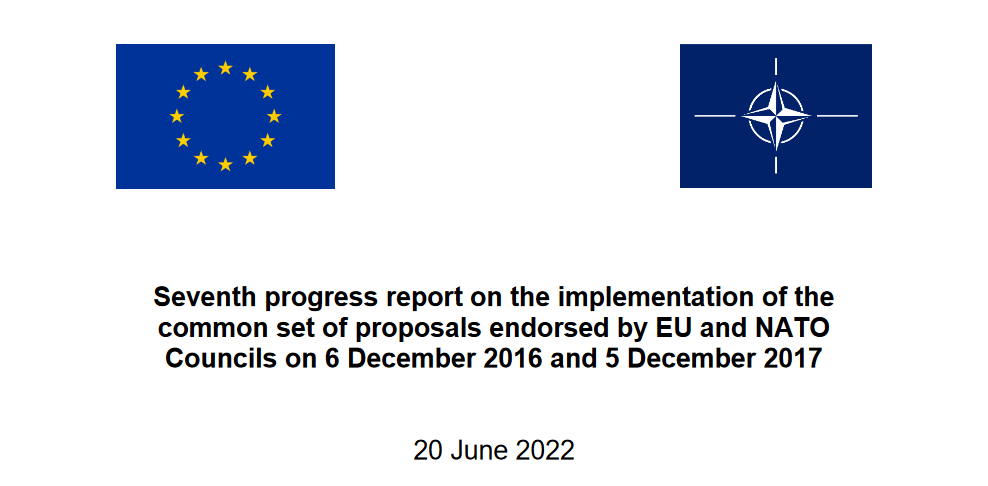 Seventh progress report on the implementation of the
common set of proposals endorsed by EU and NATO
Councils on 6 December 2016 and 5 December 2017
20 June 2022